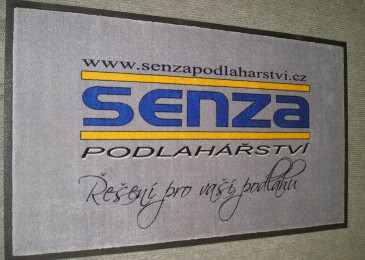 www.senzapodlaharstvi.cz
senza
PODLAHÁŘSTVÍ
Řešení pro vaši podlahu